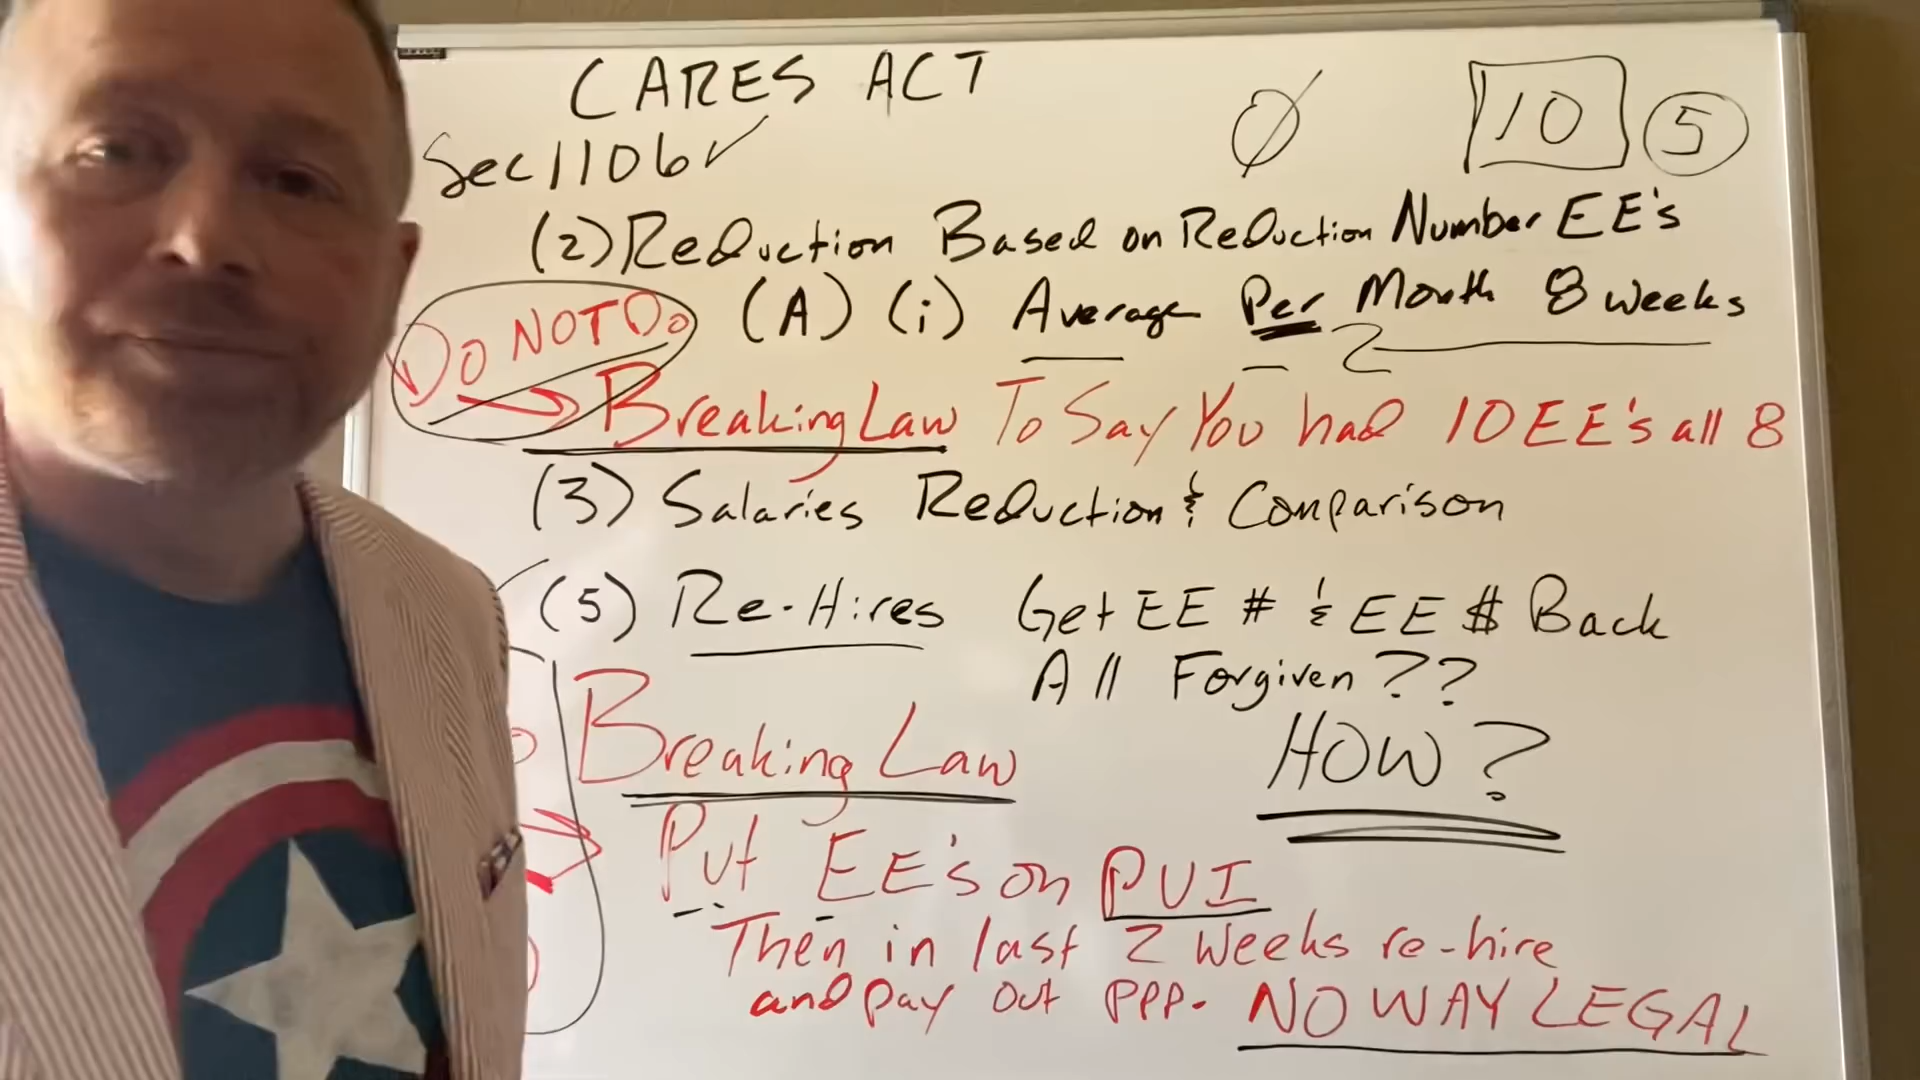 CARES ACT
Ø 10 5
Sec 1106 ✓
(2) Reduction Based on Reduction Number EE's
(A) (i) Average Per Month 8 weeks
Do NOT Do
Breaking Law To Say You had 10 EE's all 8
(3) Salaries Reduction & Comparison
(5) Re-Hires Get EE # & EE $ Back
All Forgiven ??
Breaking Law
HOW?
Put EE's on PUI
Then in last 2 weeks re-hire
and pay out PPP. NO WAY LEGAL